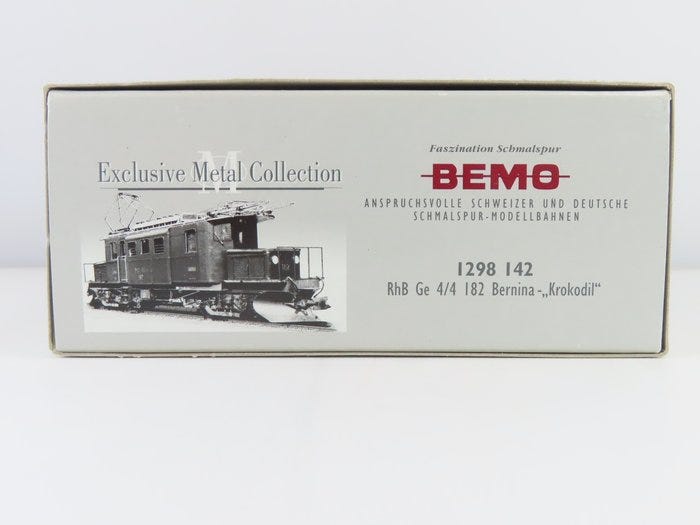 M
Exclusive Metal Collection
Faszination Schmalspur
BEMO
ANSPRUCHSVOLLE SCHWEIZER UND DEUTSCHE
SCHMALSPUR-MODELLBAHNEN
1298 142
RhB Ge 4/4 182 Bernina-„Krokodil“